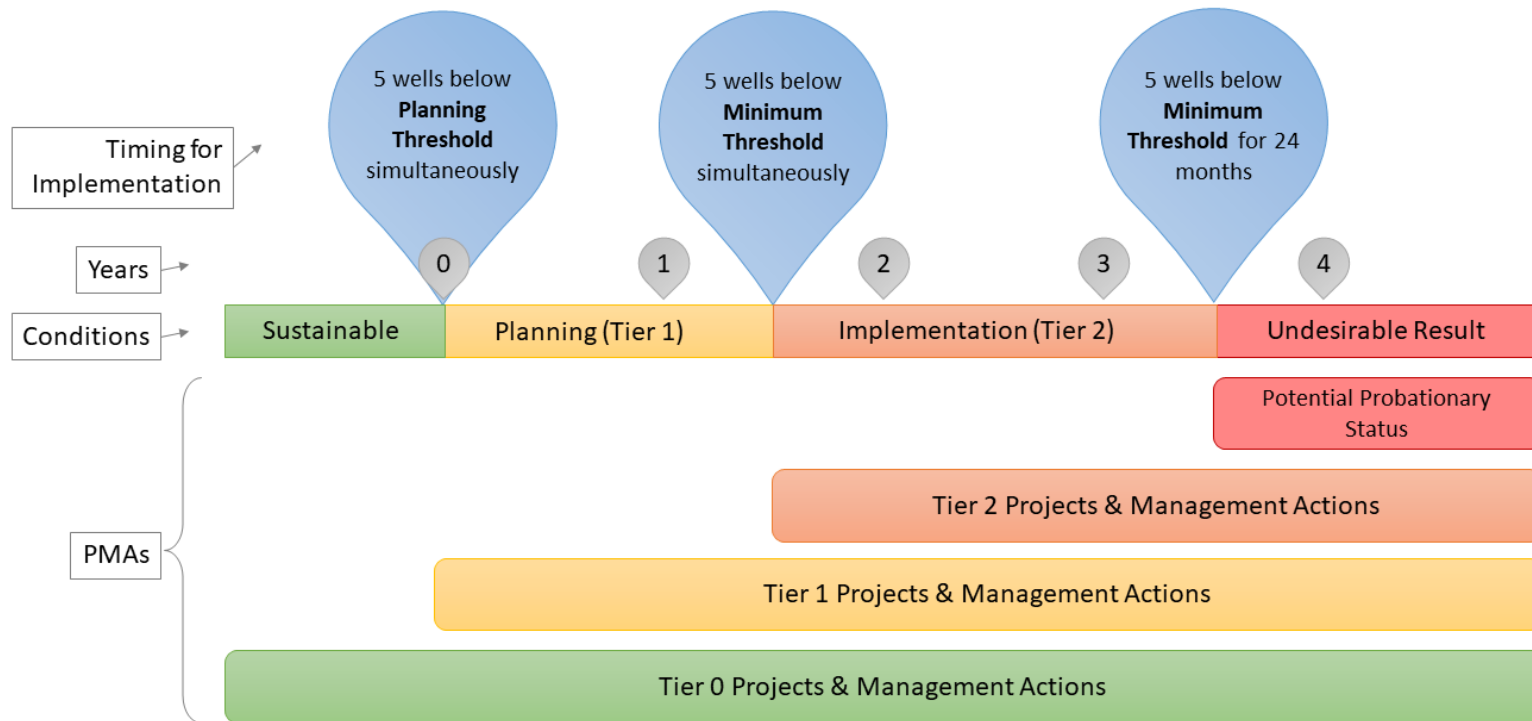 5 wells below
Planning
Threshold
simultaneously
5 wells below
Minimum
Threshold
simultaneously
5 wells below
Minimum
Threshold for 24
months
Timing for
Implementation
Years
0
1
2
3
4
Conditions
Sustainable
Planning (Tier 1)
Implementation (Tier 2)
Undesirable Result
Potential Probationary
Status
Tier 2 Projects & Management Actions
PMAs
Tier 1 Projects & Management Actions
Tier 0 Projects & Management Actions